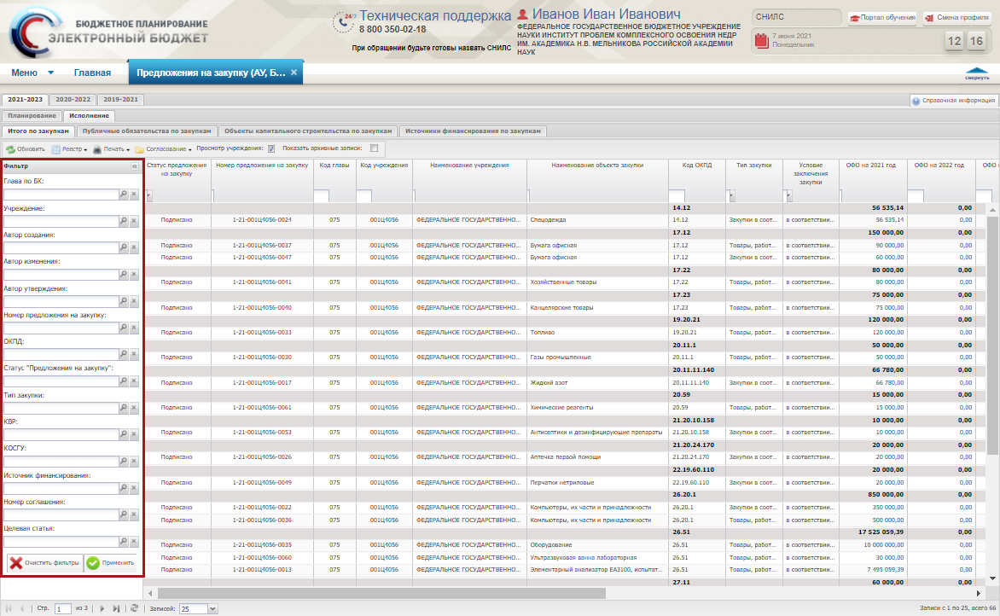 БЮДЖЕТНОЕ ПЛАНИРОВАНИЕ
ЭЛЕКТРОННЫЙ БЮДЖЕТ
24/7 Техническая поддержка
8 800 350-02-18
При обращении будьте готовы назвать СНИЛС
Иванов Иван Иванович
ФЕДЕРАЛЬНОЕ ГОСУДАРСТВЕННОЕ БЮДЖЕТНОЕ УЧРЕЖДЕНИЕ
НАУКИ ИНСТИТУТ ПРОБЛЕМ КОМПЛЕКСНОГО ОСВОЕНИЯ НЕДР
ИМ. АКАДЕМИКА Н.В. МЕЛЬНИКОВА РОССИЙСКОЙ АКАДЕМИИ
НАУК
СНИЛС Портал обучения Смена профиля
7 июня 2021
Понедельник
12 16
Меню Главная Предложения на закупку (АУ, Б... ×
свернуть
2021-2023 2020-2022 2019-2021 Справочная информация
Планирование Исполнение
Итого по закупкам Публичные обязательства по закупкам Объекты капитального строительства по закупкам Источники финансирования по закупкам
Обновить Реестр Печать Согласование Просмотр учреждения: Показать архивные записи:
Фильтр «
Глава по БК:
Учреждение:
Автор создания:
Автор изменения:
Автор утверждения:
Номер предложения на закупку:
ОКПД:
Статус "Предложения на закупку":
Тип закупки:
КВР:
КОСГУ:
Источник финансирования:
Номер соглашения:
Целевая статья:
Очистить фильтры Применить
Статус предложения на закупку Номер предложения на закупку Код главы Код учреждения Наименование учреждения Наименование объекта закупки Код ОКПД Тип закупки Условие заключения закупки ОФО на 2021 год ОФО на 2022 год ОФО н
14.12 56 535,14 0,00
Подписано 1-21-001Ц4056-0024 075 001Ц4056 ФЕДЕРАЛЬНОЕ ГОСУДАРСТВЕННО... Спецодежда 14.12 Закупки в соот... в соответствии... 56 535,14 0,00
17.12 150 000,00 0,00
Подписано 1-21-001Ц4056-0037 075 001Ц4056 ФЕДЕРАЛЬНОЕ ГОСУДАРСТВЕННО... Бумага офисная 17.12 Товары, работ... в соответствии... 90 000,00 0,00
Подписано 1-21-001Ц4056-0047 075 001Ц4056 ФЕДЕРАЛЬНОЕ ГОСУДАРСТВЕННО... Бумага офисная 17.12 Закупки в соот... в соответствии... 60 000,00 0,00
17.22 80 000,00 0,00
Подписано 1-21-001Ц4056-0041 075 001Ц4056 ФЕДЕРАЛЬНОЕ ГОСУДАРСТВЕННО... Хозяйственные товары 17.22 Товары, работ... в соответствии... 80 000,00 0,00
17.23 75 000,00 0,00
Подписано 1-21-001Ц4056-0040 075 001Ц4056 ФЕДЕРАЛЬНОЕ ГОСУДАРСТВЕННО... Канцелярские товары 17.23 Товары, работ... в соответствии... 75 000,00 0,00
19.20.21 120 000,00 0,00
Подписано 1-21-001Ц4056-0033 075 001Ц4056 ФЕДЕРАЛЬНОЕ ГОСУДАРСТВЕННО... Топливо 19.20.21 Товары, работ... в соответствии... 120 000,00 0,00
20.11.1 50 000,00 0,00
Подписано 1-21-001Ц4056-0030 075 001Ц4056 ФЕДЕРАЛЬНОЕ ГОСУДАРСТВЕННО... Газы промышленные 20.11.1 Товары, работ... в соответствии... 50 000,00 0,00
20.11.11.140 66 780,00 0,00
Подписано 1-21-001Ц4056-0017 075 001Ц4056 ФЕДЕРАЛЬНОЕ ГОСУДАРСТВЕННО... Жидкий азот 20.11.11.140 Закупки в соот... в соответствии... 66 780,00 0,00
20.59 15 000,00 0,00
Подписано 1-21-001Ц4056-0061 075 001Ц4056 ФЕДЕРАЛЬНОЕ ГОСУДАРСТВЕННО... Химические реагенты 20.59 Товары, работ... в соответствии... 15 000,00 0,00
21.20.10.158 10 000,00 0,00
Подписано 1-21-001Ц4056-0053 075 001Ц4056 ФЕДЕРАЛЬНОЕ ГОСУДАРСТВЕННО... Антисептики и дезинфицирующие препараты 21.20.10.158 Закупки в соот... в соответствии... 10 000,00 0,00
21.20.24.170 20 000,00 0,00
Подписано 1-21-001Ц4056-0026 075 001Ц4056 ФЕДЕРАЛЬНОЕ ГОСУДАРСТВЕННО... Аптечка первой помощи 21.20.24.170 Закупки в соот... в соответствии... 20 000,00 0,00
22.19.60.110 20 000,00 0,00
Подписано 1-21-001Ц4056-0049 075 001Ц4056 ФЕДЕРАЛЬНОЕ ГОСУДАРСТВЕННО... Перчатки нетриловые 22.19.60.110 Закупки в соот... в соответствии... 20 000,00 0,00
26.20.1 850 000,00 0,00
Подписано 1-21-001Ц4056-0022 075 001Ц4056 ФЕДЕРАЛЬНОЕ ГОСУДАРСТВЕННО... Компьютеры, их части и принадлежности 26.20.1 Закупки в соот... в соответствии... 350 000,00 0,00
Подписано 1-21-001Ц4056-0036 075 001Ц4056 ФЕДЕРАЛЬНОЕ ГОСУДАРСТВЕННО... Компьютеры, их части и принадлежности 26.20.1 Товары, работ... в соответствии... 500 000,00 0,00
26.51 17 525 059,39 0,00
Подписано 1-21-001Ц4056-0035 075 001Ц4056 ФЕДЕРАЛЬНОЕ ГОСУДАРСТВЕННО... Оборудование 26.51 Товары, работ... в соответствии... 10 000 000,00 0,00
Подписано 1-21-001Ц4056-0060 075 001Ц4056 ФЕДЕРАЛЬНОЕ ГОСУДАРСТВЕННО... Ультразвуковая ванна лабораторная 26.51 Товары, работ... в соответствии... 30 000,00 0,00
Подписано 1-21-001Ц4056-0013 075 001Ц4056 ФЕДЕРАЛЬНОЕ ГОСУДАРСТВЕННО... Элементарный анализатор EA3100, испытат... 26.51 Товары, работ... в соответствии... 7 495 059,39 0,00
27.11 60 000,00 0,00
Стр. 1 из 3 Записей: 25 Записи с 1 по 25, всего 66